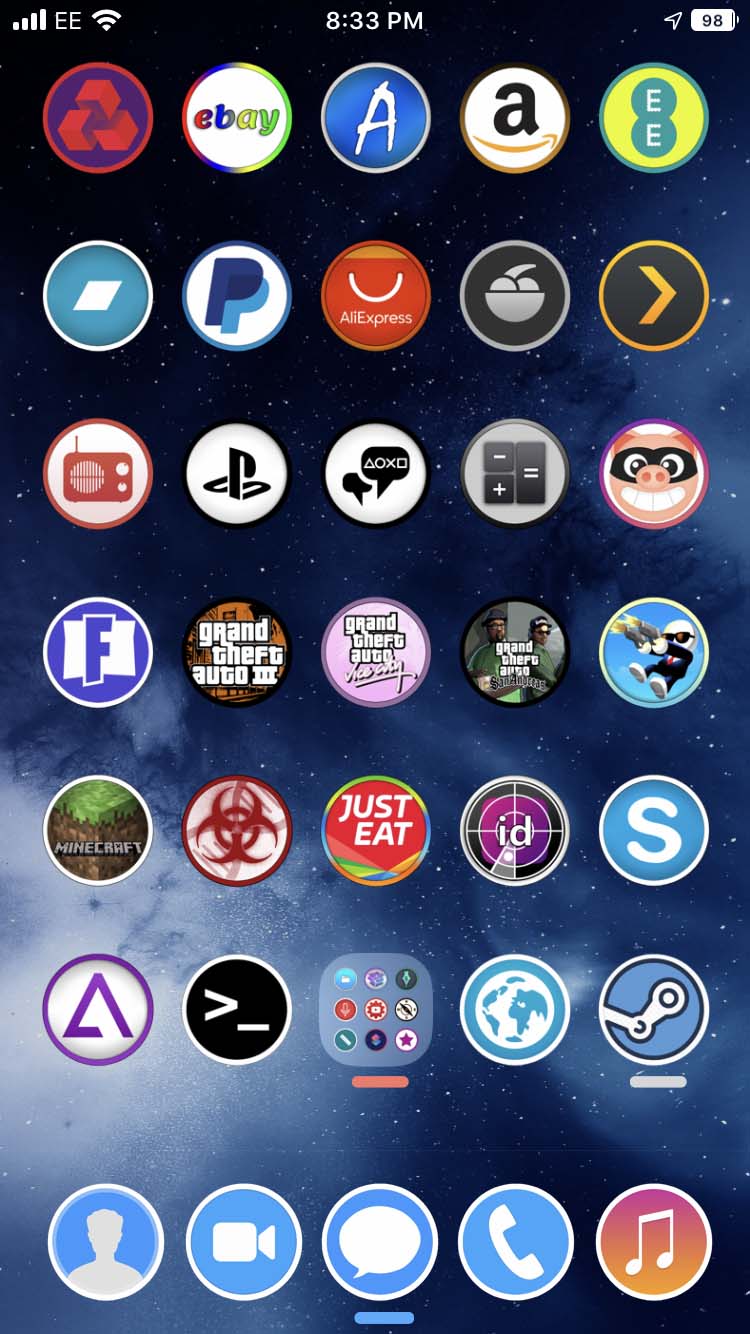 EE 8:33 PM 98
ebay A a E
E
AliExpress
AOXO
- =
+
F grand
theft
auto III
grand
theft
auto
vice city
grand
theft
auto
San Andreas
MINECRAFT
JUST
EAT
id
S
>_